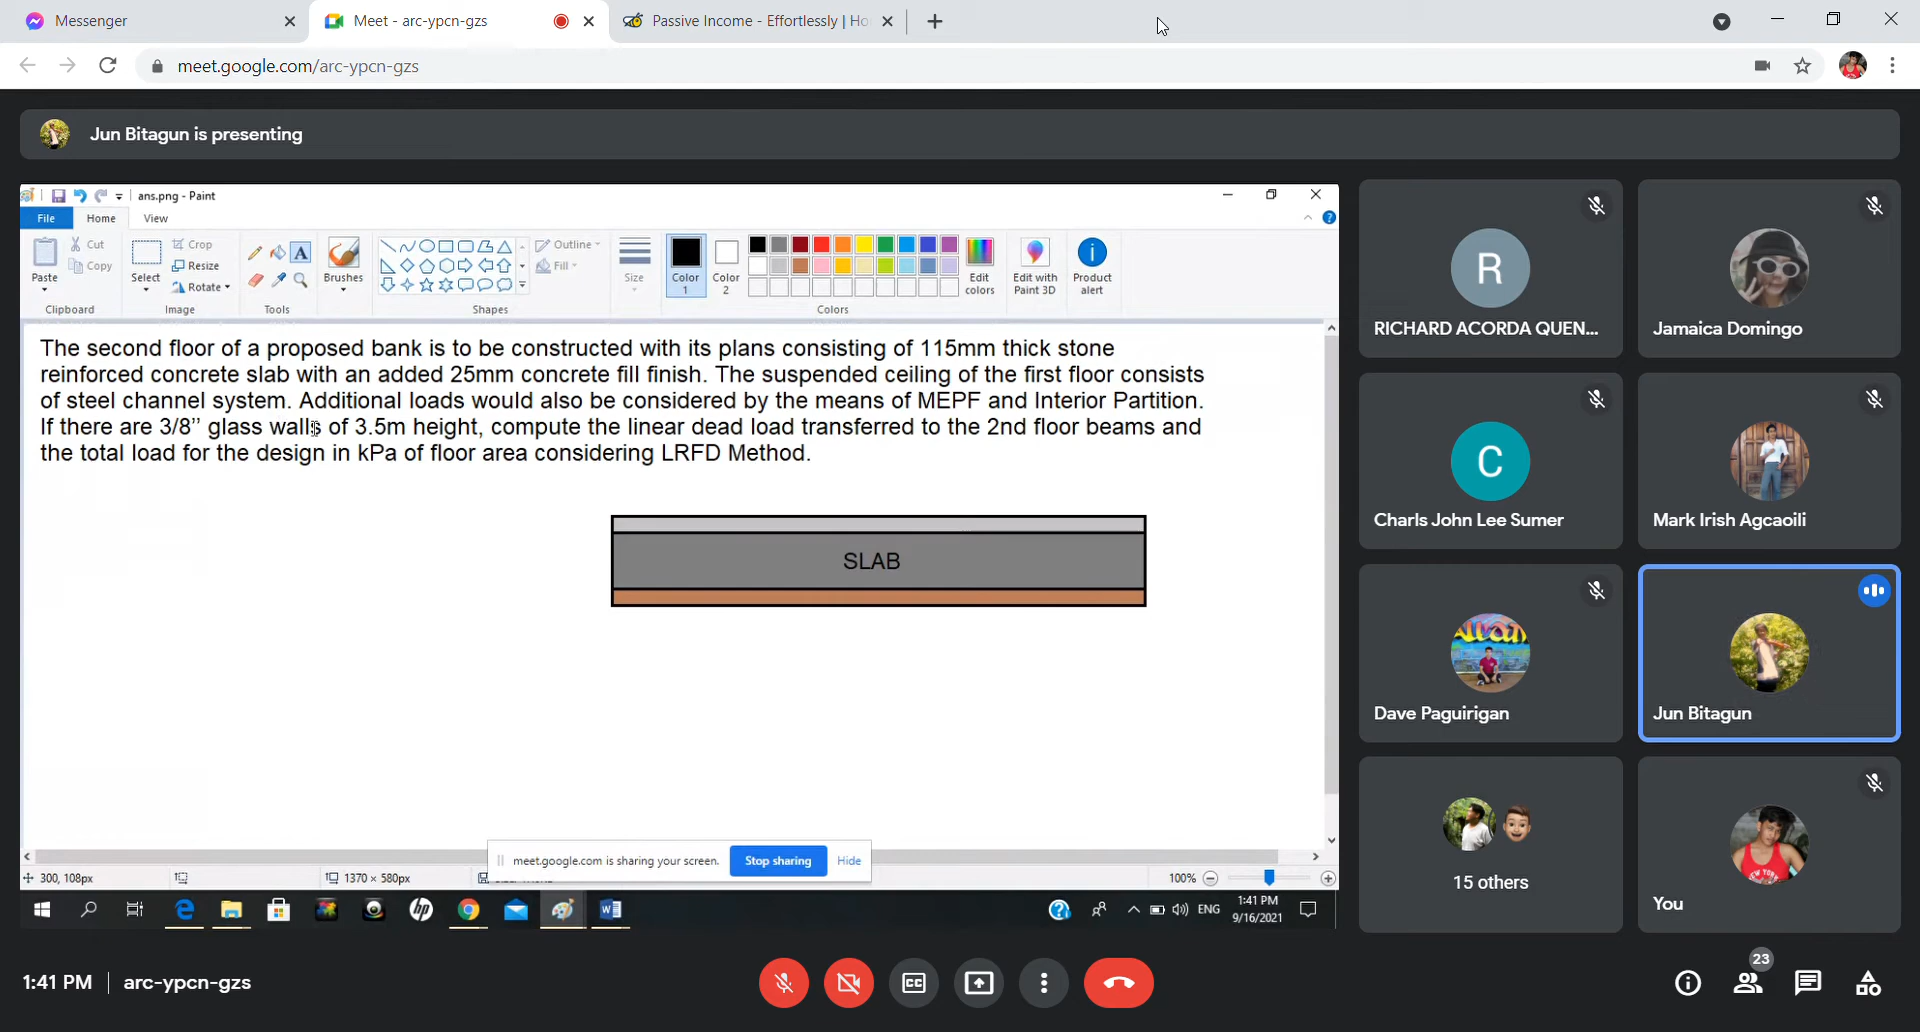 Messenger
Meet - arc-ypcn-gzs
Passive Income - Effortlessly | Ho
meet.google.com/arc-ypcn-gzs
Jun Bitagun is presenting
ans.png - Paint
File
Home
View
Cut
Copy
Paste
Clipboard
Crop
Resize
Rotate
Select
Image
A
Tools
Brushes
Outline
Fill
Shapes
Size
Color
1
Color
2
Edit
colors
Colors
Edit with
Paint 3D
Product
alert
The second floor of a proposed bank is to be constructed with its plans consisting of 115mm thick stone
reinforced concrete slab with an added 25mm concrete fill finish. The suspended ceiling of the first floor consists
of steel channel system. Additional loads would also be considered by the means of MEPF and Interior Partition.
If there are 3/8’’ glass walls of 3.5m height, compute the linear dead load transferred to the 2nd floor beams and
the total load for the design in kPa of floor area considering LRFD Method.
SLAB
meet.google.com is sharing your screen.
Stop sharing
Hide
300, 108px
1370 × 580px
100%
hp
ENG
1:41 PM
9/16/2021
R
RICHARD ACORDA QUEN...
Jamaica Domingo
C
Charls John Lee Sumer
Mark Irish Agcaoili
Dave Paguirigan
Jun Bitagun
15 others
You
1:41 PM
arc-ypcn-gzs
CC
23